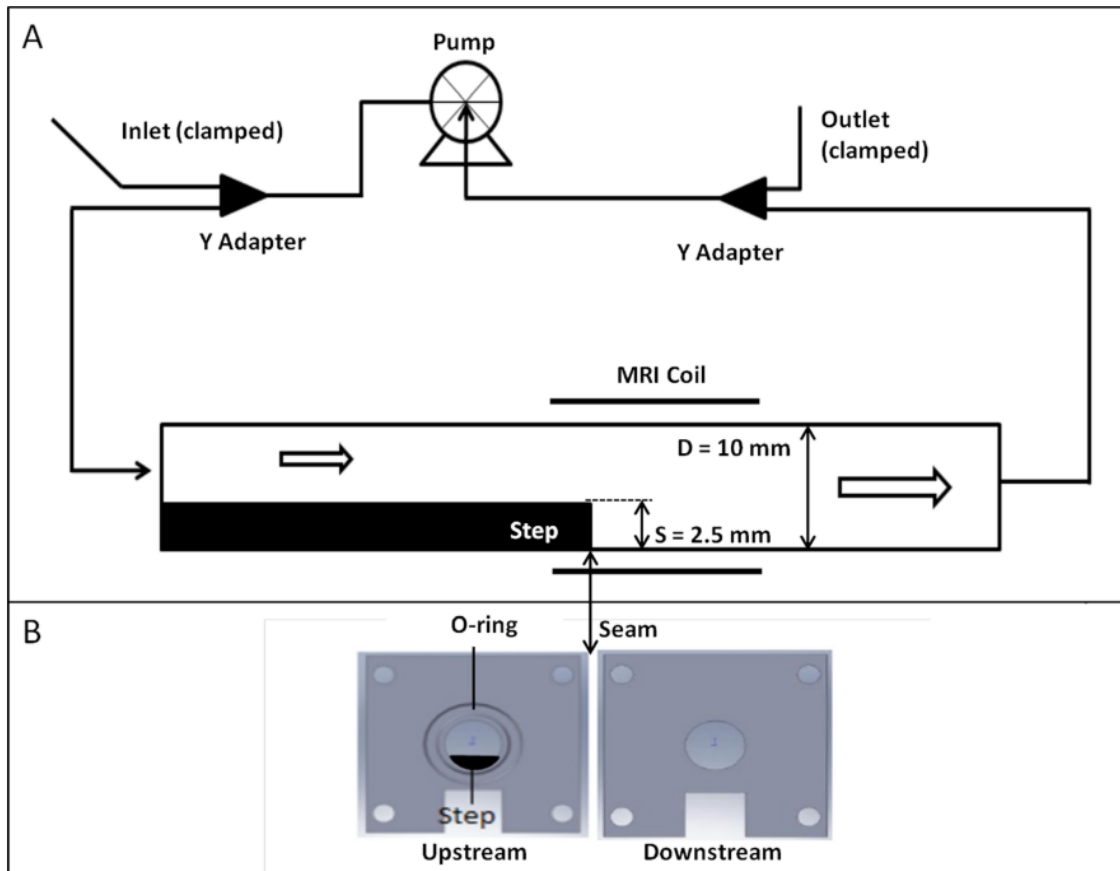 A
Pump
Inlet (clamped)
Outlet
(clamped)
Y Adapter
Y Adapter
MRI Coil
D = 10 mm
Step
S = 2.5 mm
B
O-ring
Seam
Step
Upstream
Downstream